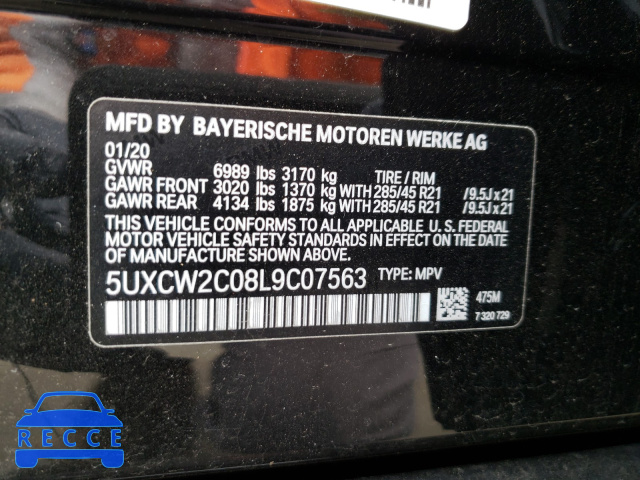 MFD BY BAYERISCHE MOTOREN WERKE AG
01/20
GVWR 6989 lbs 3170 kg TIRE / RIM
GAWR FRONT 3020 lbs 1370 kg WITH 285/45 R21 /9.5J x 21
GAWR REAR 4134 lbs 1875 kg WITH 285/45 R21 /9.5J x 21
THIS VEHICLE CONFORMS TO ALL APPLICABLE U. S. FEDERAL
MOTOR VEHICLE SAFETY STANDARDS IN EFFECT ON THE
DATE OF MANUFACTURE SHOWN ABOVE.
5UXCW2C08L9C07563 TYPE: MPV
475M
7 320 729
RECCE